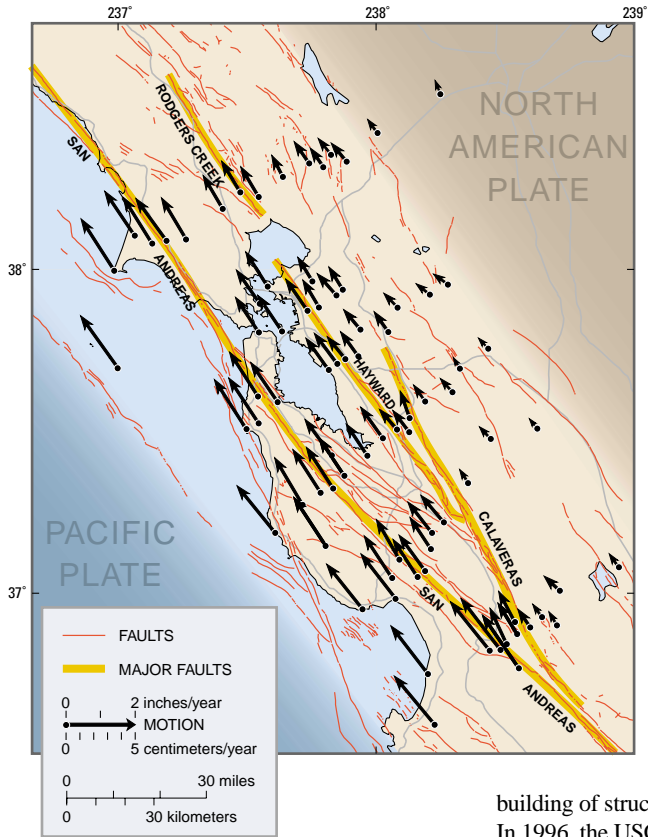 237°
238°
239°
NORTH
AMERICAN
PLATE
RODGERS CREEK
SAN
ANDREAS
38
HAYWARD
CALAVERAS
PACIFIC
PLATE
37
SAN
ANDREAS
FAULTS
MAJOR FAULTS
0 2 inches/year
MOTION
0 5 centimeters/year
0 30 miles
0 30 kilometers
building of struc
In 1996, the USG